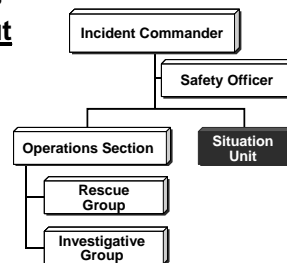 Incident Commander
Safety Officer
Operations Section
Situation
Unit
Rescue
Group
Investigative
Group